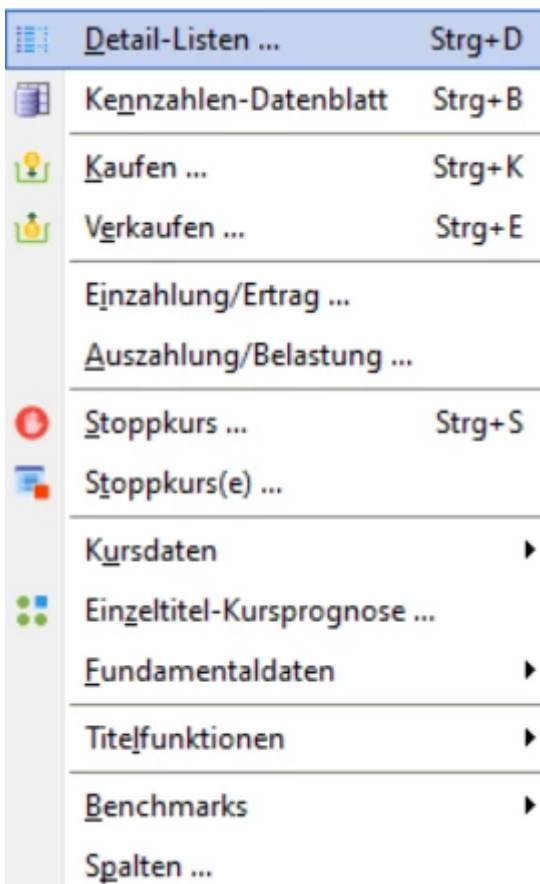 Detail-Listen ... Strg+D
Kennzahlen-Datenblatt Strg+B
Kaufen ... Strg+K
Verkaufen ... Strg+E
Einzahlung/Ertrag ...
Auszahlung/Belastung ...
Stoppkurs ... Strg+S
Stoppkurs(e) ...
Kursdaten
Einzeltitel-Kursprognose ...
Fundamentaldaten
Titelfunktionen
Benchmarks
Spalten ...